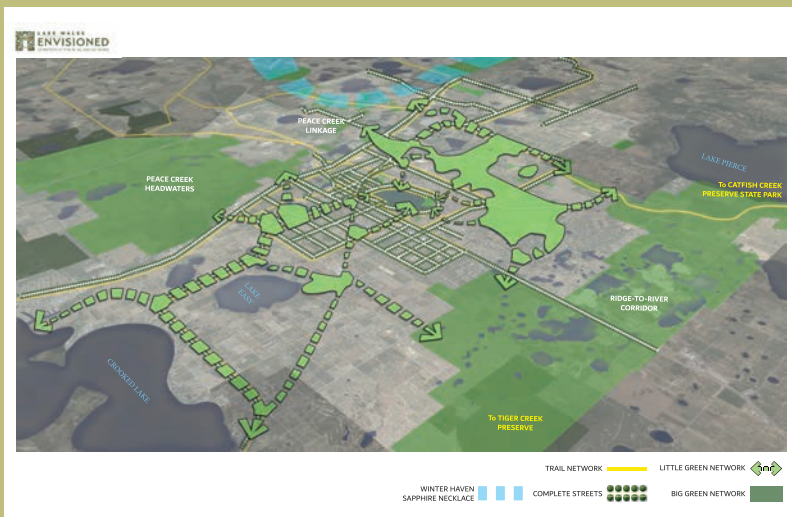 LAKE WALES
ENVISIONED
PEACE CREEK
LINKAGE
LAKE PIERCE
PEACE CREEK
HEADWATERS
To CATFISH CREEK
PRESERVE STATE PARK
LAKE
EASY
RIDGE-TO-RIVER
CORRIDOR
CROOKED LAKE
To TIGER CREEK
PRESERVE
TRAIL NETWORK
LITTLE GREEN NETWORK
WINTER HAVEN
SAPPHIRE NECKLACE
COMPLETE STREETS
BIG GREEN NETWORK